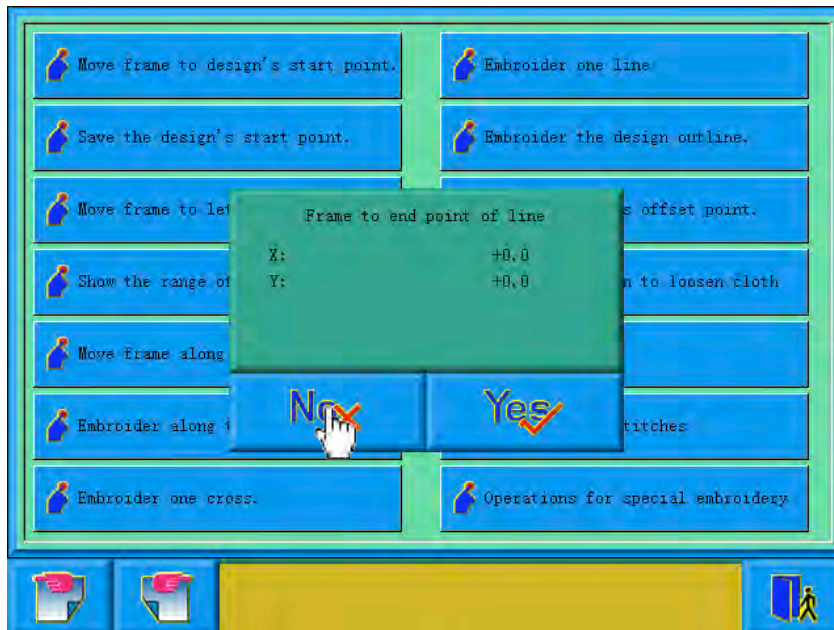 Move frame to design's start point.
Embroider one line
Save the design's start point.
Embroider the design outline.
Move frame to let
s offset point.
Show the range of
n to loosen cloth
Move frame along
Embroider along
titches
Embroider one cross.
Operations for special embroidery
Frame to end point of line
X: +0.0
Y: +0.0
No
Yes